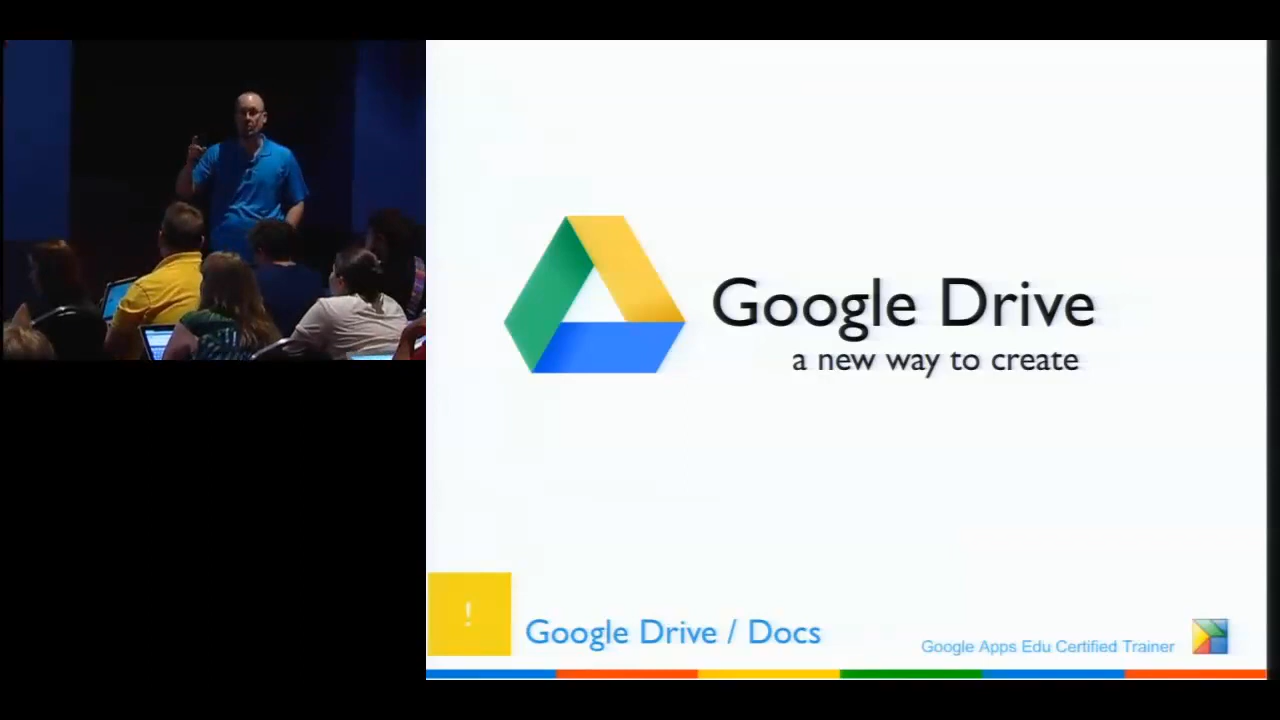 Google Drive
a new way to create
!
Google Drive / Docs
Google Apps Edu Certified Trainer